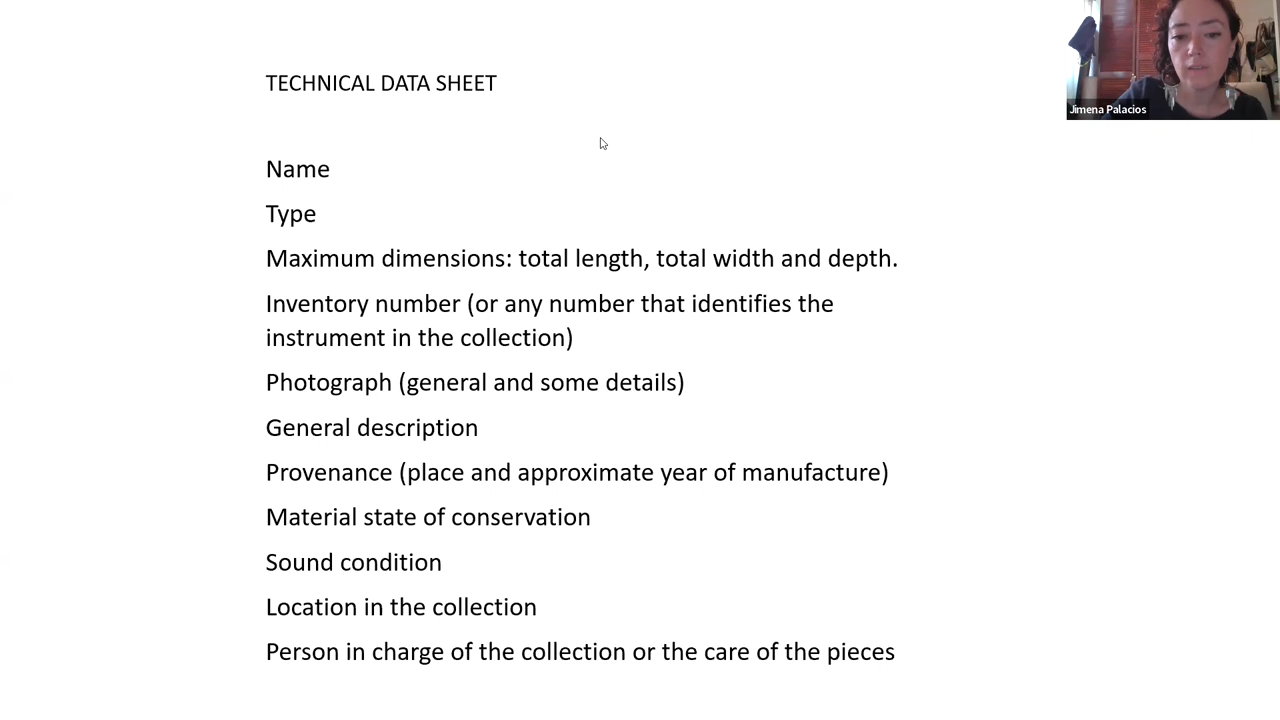 TECHNICAL DATA SHEET
Jimena Palacios
Name
Type
Maximum dimensions: total length, total width and depth.
Inventory number (or any number that identifies the
instrument in the collection)
Photograph (general and some details)
General description
Provenance (place and approximate year of manufacture)
Material state of conservation
Sound condition
Location in the collection
Person in charge of the collection or the care of the pieces